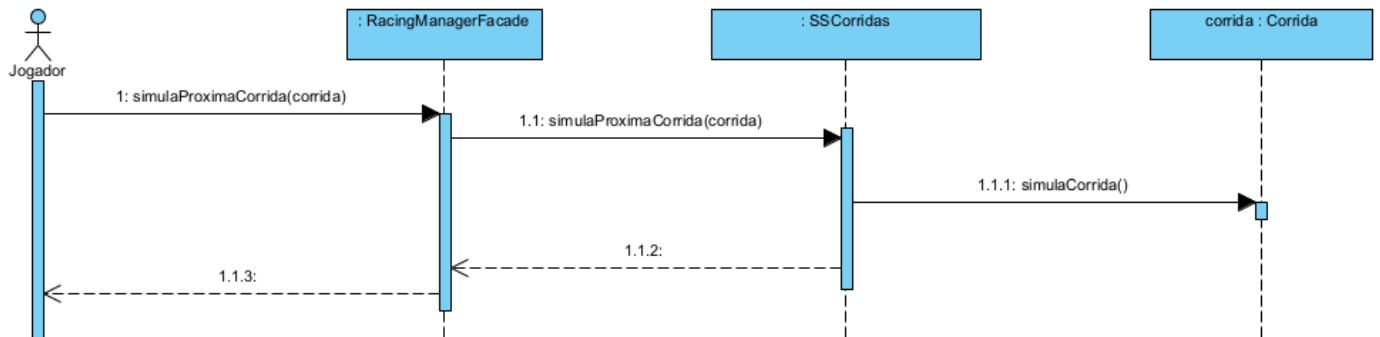 : RacingManagerFacade
: SSCorridas
corrida : Corrida
Jogador
1: simulaProximaCorrida(corrida)
1.1: simulaProximaCorrida(corrida)
1.1.1: simulaCorrida()
1.1.2:
1.1.3: